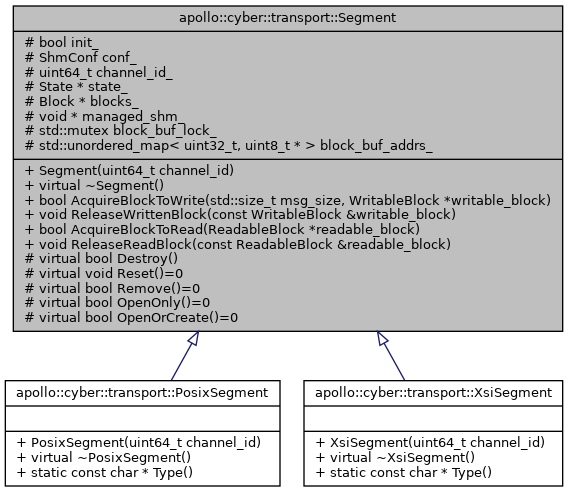 apollo::cyber::transport::Segment
# bool init_
# ShmConf conf_
# uint64_t channel_id_
# State * state_
# Block * blocks_
# void * managed_shm_
# std::mutex block_buf_lock_
# std::unordered_map< uint32_t, uint8_t * > block_buf_addrs_
+ Segment(uint64_t channel_id)
+ virtual ~Segment()
+ bool AcquireBlockToWrite(std::size_t msg_size, WritableBlock *writable_block)
+ void ReleaseWrittenBlock(const WritableBlock &writable_block)
+ bool AcquireBlockToRead(ReadableBlock *readable_block)
+ void ReleaseReadBlock(const ReadableBlock &readable_block)
# virtual bool Destroy()
# virtual void Reset()=0
# virtual bool Remove()=0
# virtual bool OpenOnly()=0
# virtual bool OpenOrCreate()=0
apollo::cyber::transport::PosixSegment
+ PosixSegment(uint64_t channel_id)
+ virtual ~PosixSegment()
+ static const char * Type()
apollo::cyber::transport::XsiSegment
+ XsiSegment(uint64_t channel_id)
+ virtual ~XsiSegment()
+ static const char * Type()